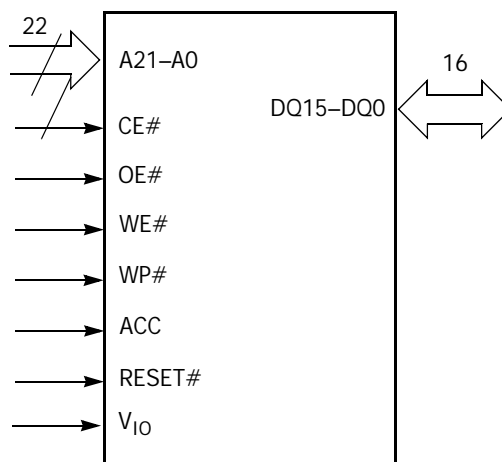 22
A21–A0
16
DQ15–DQ0
CE#
OE#
WE#
WP#
ACC
RESET#
VIO